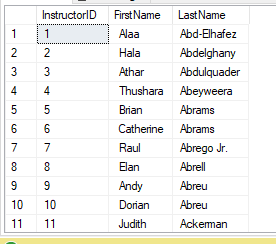 InstructorID FirstName LastName
1 1 Alaa Abd-Elhafez
2 2 Hala Abdelghany
3 3 Athar Abdulquader
4 4 Thushara Abeyweera
5 5 Brian Abrams
6 6 Catherine Abrams
7 7 Raul Abrego Jr.
8 8 Elan Abrell
9 9 Andy Abreu
10 10 Dorian Abreu
11 11 Judith Ackerman